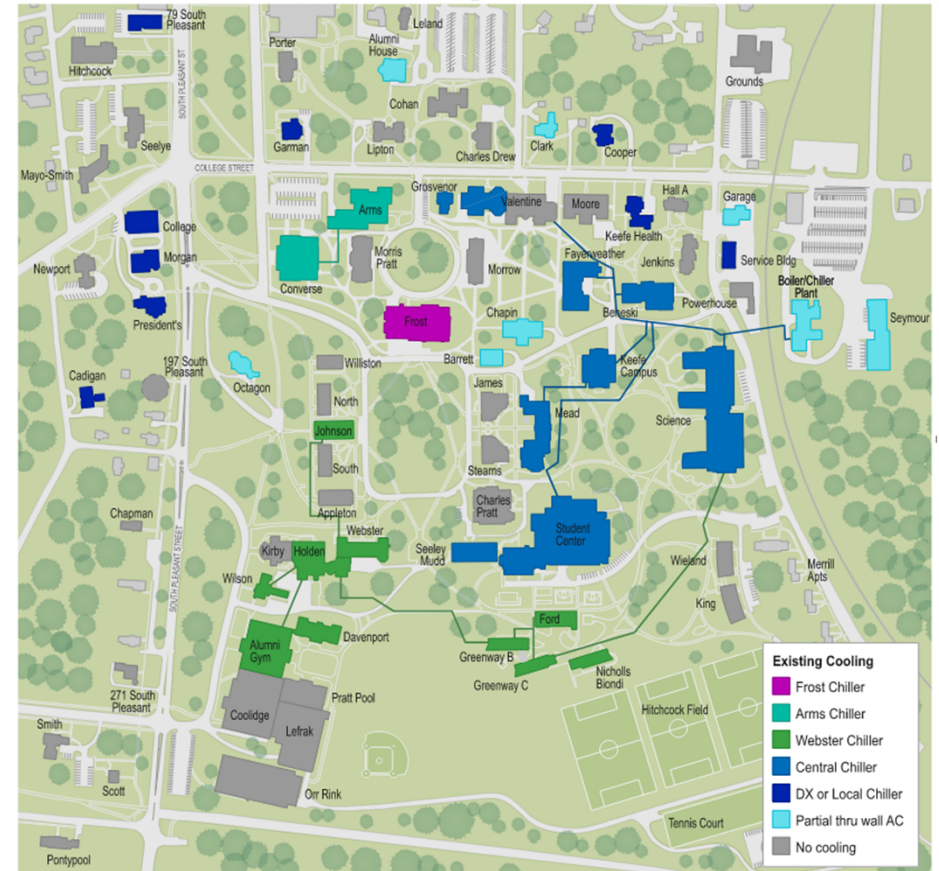 79 South
Pleasant
Leland
Porter
Alumni
House
Hitchcock
Grounds
SOUTH PLEASANT ST
Cohan
Seelye
Garman
Lipton
Charles Drew
Clark
Cooper
Mayo-Smith
COLLEGE STREET
Grosvenor
Arms
Valentine
Moore
Hall A
Garage
College
Keefe Health
Morgan
Morris
Pratt
Morrow
Fayerweather
Jenkins
Service Bldg
Newport
Converse
Boiler/Chiller
Plant
Powerhouse
President's
Chapin
Beneski
Frost
Seymour
197 South
Pleasant
Williston
Barrett
Keefe
Campus
Cadigan
Octagon
James
North
Mead
Science
Johnson
South
Stearns
Chapman
Appleton
Charles
Pratt
Webster
Student
Center
SOUTH PLEASANT STREET
Kirby
Holden
Seeley
Mudd
Wieland
Merrill
Apts
Wilson
King
Ford
Alumni
Gym
Davenport
Greenway B
Greenway C
Nicholls
Biondi
Existing Cooling
Frost Chiller
Arms Chiller
Webster Chiller
Central Chiller
DX or Local Chiller
Partial thru wall AC
No cooling
271 South
Pleasant
Pratt Pool
Coolidge
Lefrak
Hitchcock Field
Smith
Scott
Orr Rink
Tennis Court
Pontypool